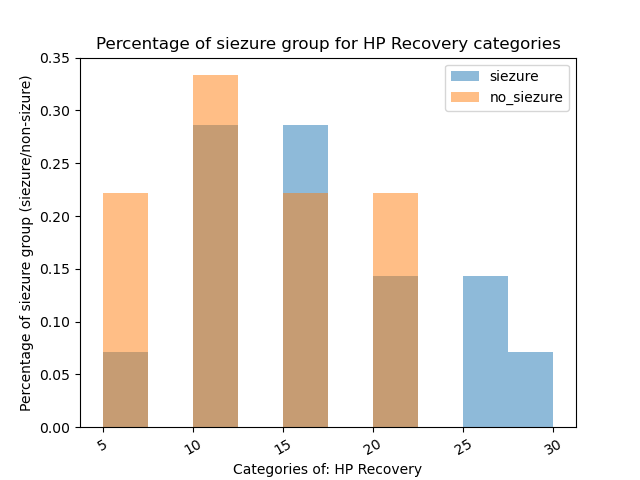 Percentage of siezure group for HP Recovery categories
siezure
no_siezure
Percentage of siezure group (siezure/non-sizure)
0.35
0.30
0.25
0.20
0.15
0.10
0.05
0.00
5
10
15
20
25
30
Categories of: HP Recovery